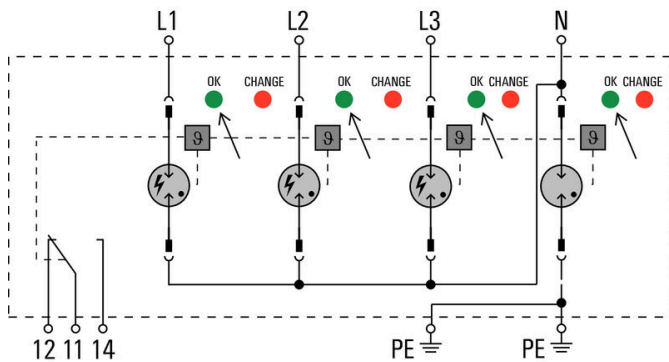 L1 L2 L3 N
OK CHANGE OK CHANGE OK CHANGE OK CHANGE
ϑ ϑ ϑ ϑ
12 11 14 PE PE